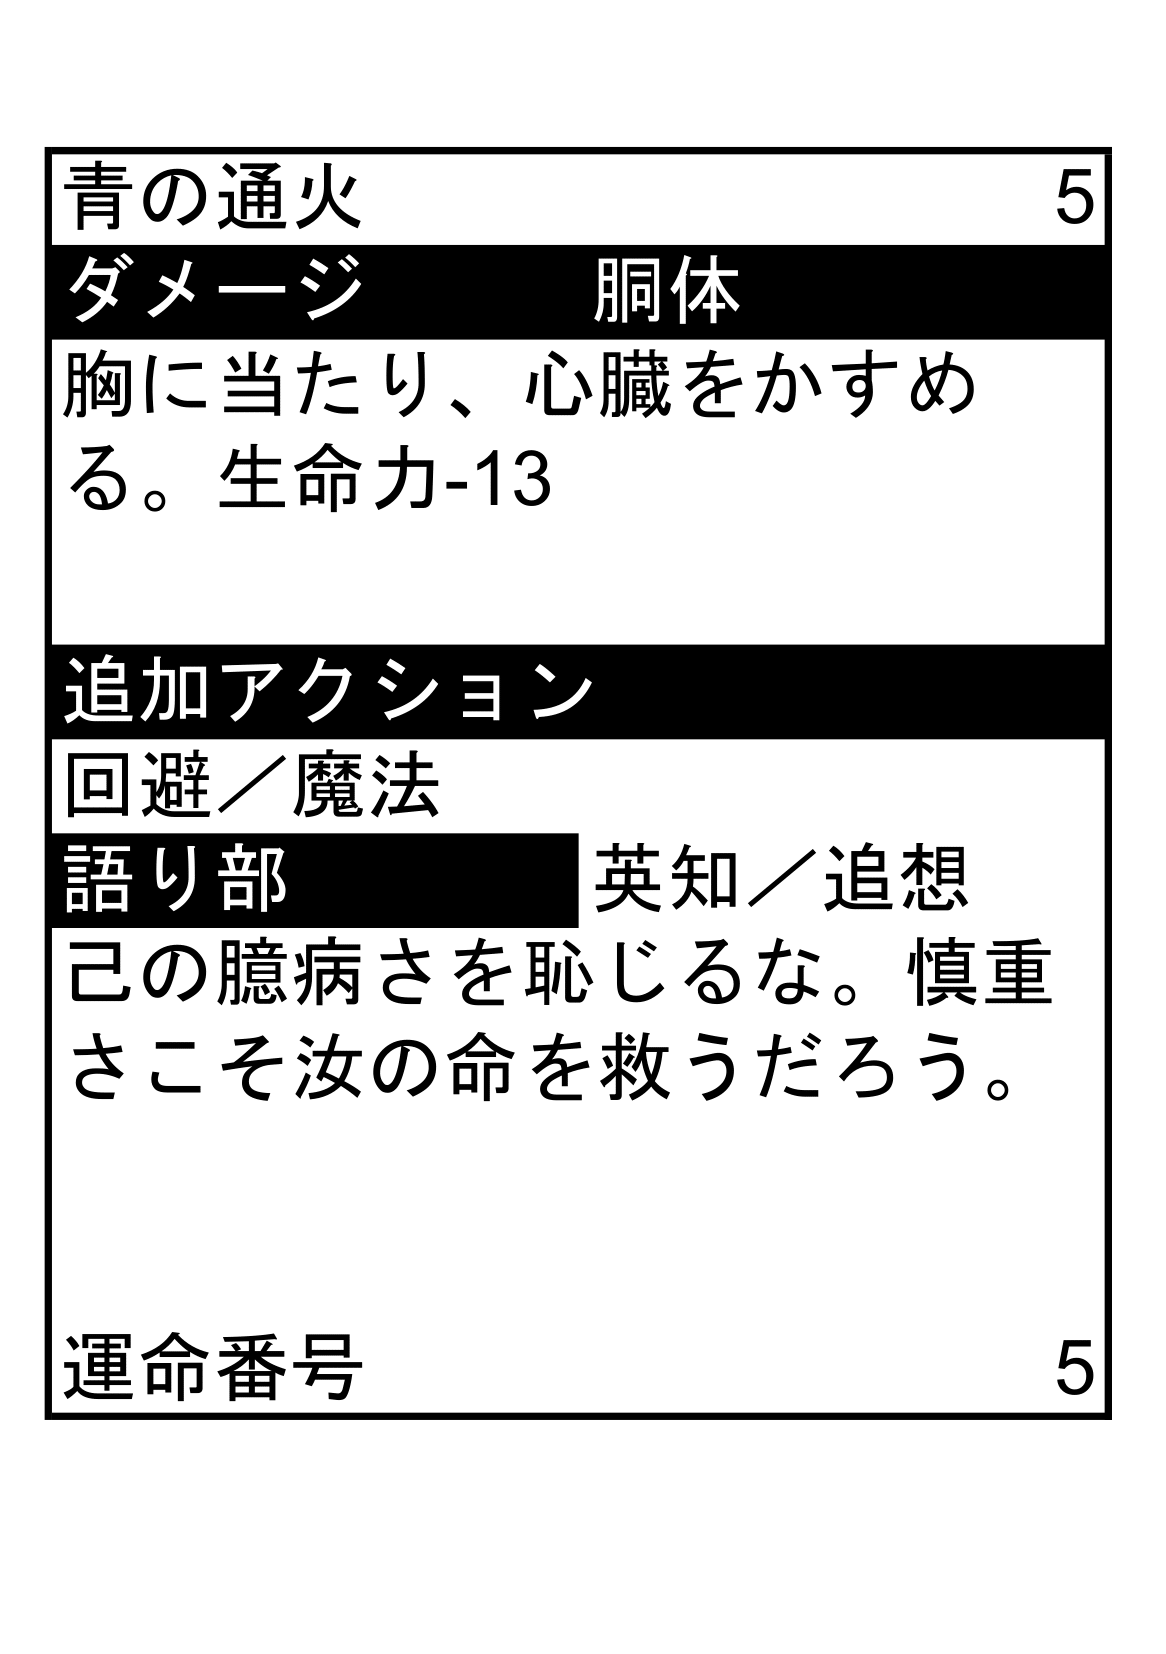 青の通火 5
ダメージ 胴体
胸に当たり、心臓をかすめ
る。生命力-13
追加アクション
回避／魔法
語り部 英知／追想
己の臆病さを恥じるな。慎重
さこそ汝の命を救うだろう。
運命番号 5